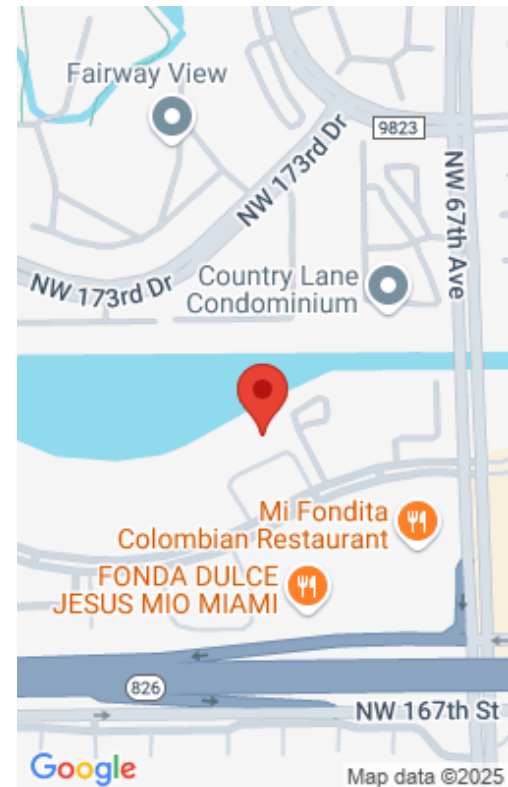 Fairway View
9823
NW 173rd Dr
NW 67th Ave
NW 173rd Dr
Country Lane
Condominium
Mi Fondita
Colombian Restaurant
FONDA DULCE
JESUS MIO MIAMI
826
NW 167th St
Google
Map data ©2025